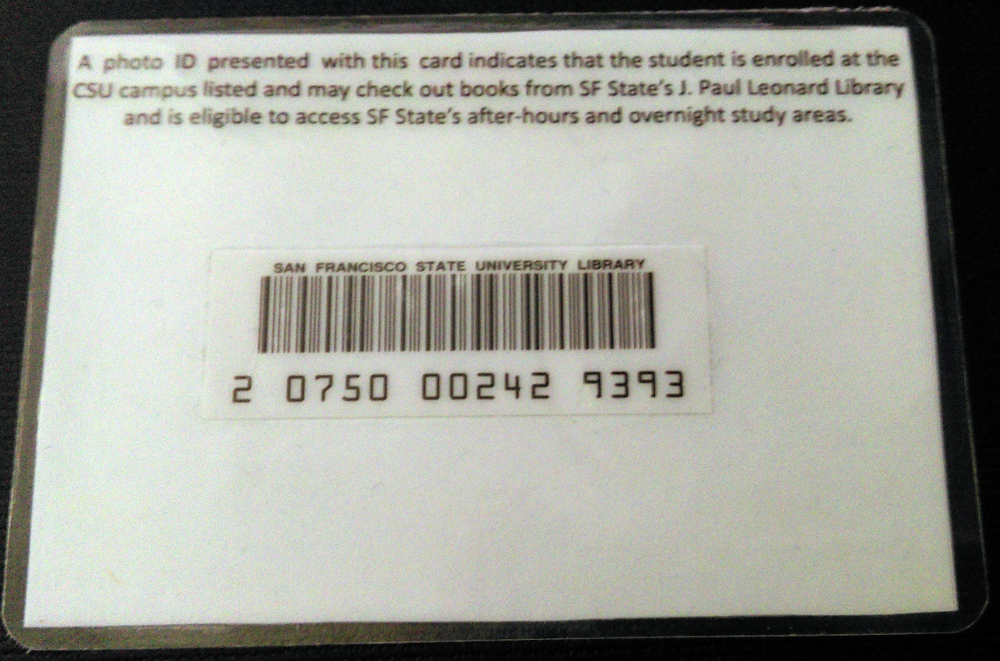 A photo ID presented with this card indicates that the student is enrolled at the
CSU campus listed and may check out books from SF State's J. Paul Leonard Library
and is eligible to access SF State's after-hours and overnight study areas.
SAN FRANCISCO STATE UNIVERSITY LIBRARY
2 0750 00242 9393